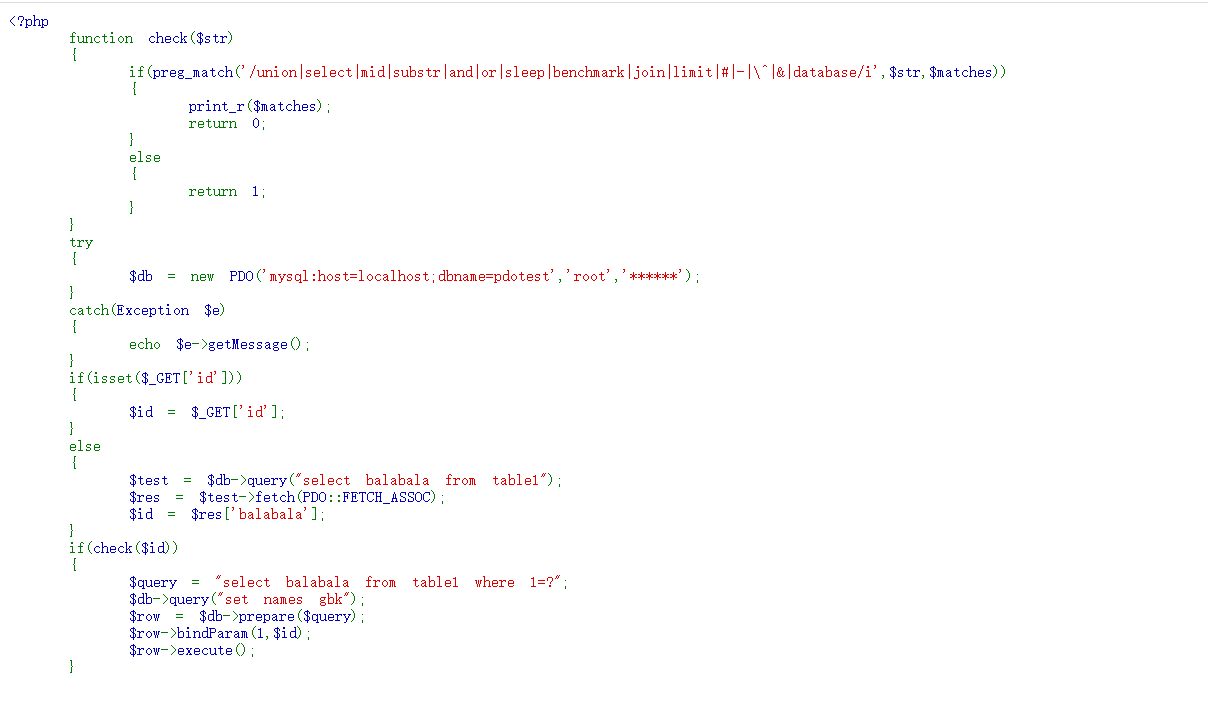 <?php
function check($str)
{
if(preg_match('/union|select|mid|substr|and|or|sleep|benchmark|join|limit|#|-|\^|&|database/i',$str,$matches))
{
print_r($matches);
return 0;
}
else
{
return 1;
}
}
try
{
$db = new PDO('mysql:host=localhost;dbname=pdotest','root','******');
}
catch(Exception $e)
{
echo $e->getMessage();
}
if(isset($_GET['id']))
{
$id = $_GET['id'];
}
else
{
$test = $db->query("select balabala from table1");
$res = $test->fetch(PDO::FETCH_ASSOC);
$id = $res['balabala'];
}
if(check($id))
{
$query = "select balabala from table1 where 1=?";
$db->query("set names gbk");
$row = $db->prepare($query);
$row->bindParam(1,$id);
$row->execute();
}